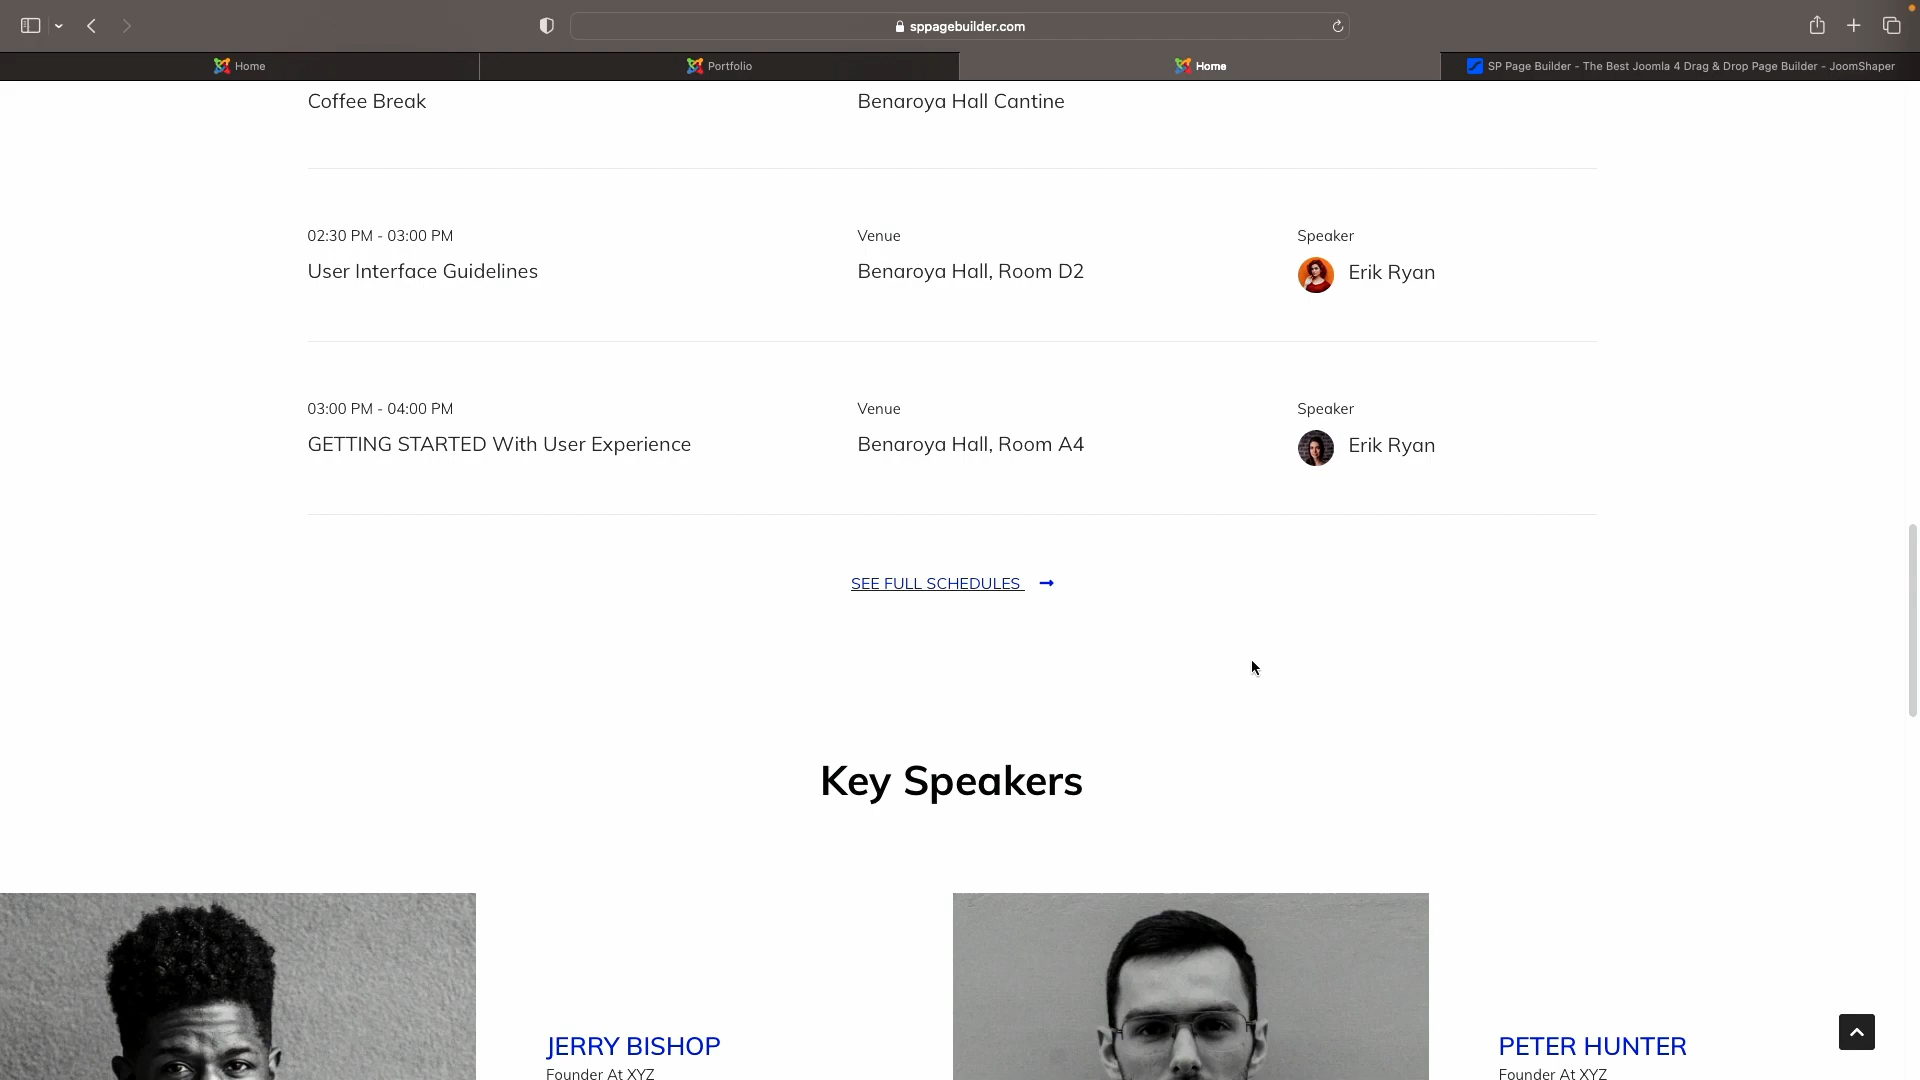 sppagebuilder.com
Home
Portfolio
Home
SP Page Builder - The Best Joomla 4 Drag & Drop Page Builder - JoomShaper
Coffee Break
Benaroya Hall Cantine
02:30 PM - 03:00 PM
Venue
Speaker
User Interface Guidelines
Benaroya Hall, Room D2
Erik Ryan
03:00 PM - 04:00 PM
Venue
Speaker
GETTING STARTED With User Experience
Benaroya Hall, Room A4
Erik Ryan
SEE FULL SCHEDULES
Key Speakers
JERRY BISHOP
Founder At XYZ
PETER HUNTER
Founder At XYZ